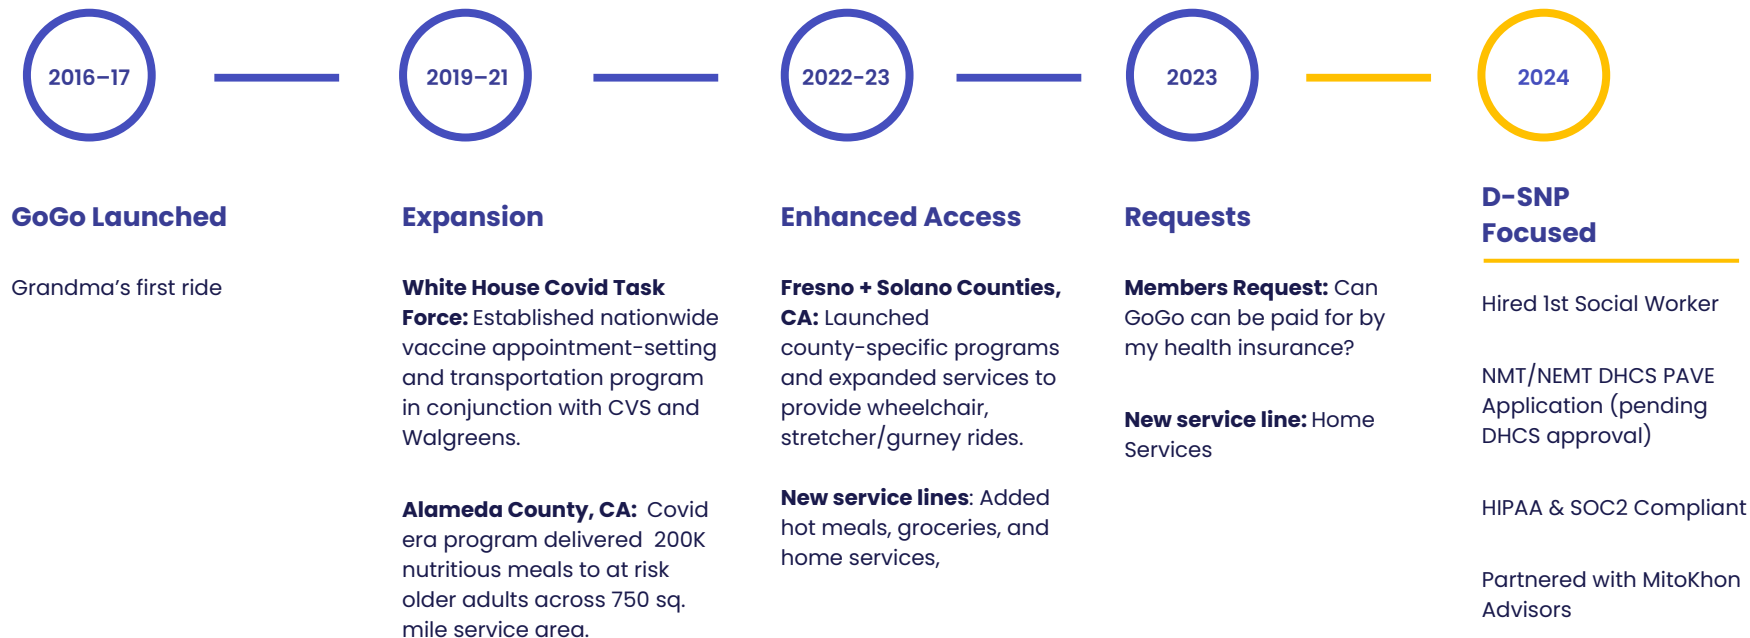 2016–17
2019–21
2022-23
2023
2024
GoGo Launched
Grandma's first ride
Expansion
White House Covid Task
Force: Established nationwide
vaccine appointment-setting
and transportation program
in conjunction with CVS and
Walgreens.
Alameda County, CA: Covid
era program delivered 200K
nutritious meals to at risk
older adults across 750 sq.
mile service area.
Enhanced Access
Fresno + Solano Counties,
CA: Launched
county-specific programs
and expanded services to
provide wheelchair,
stretcher/gurney rides.
New service lines: Added
hot meals, groceries, and
home services,
Requests
Members Request: Can
GoGo can be paid for by
my health insurance?
New service line: Home
Services
D-SNP
Focused
Hired 1st Social Worker
NMT/NEMT DHCS PAVE
Application (pending
DHCS approval)
HIPAA & SOC2 Compliant
Partnered with MitoKhon
Advisors